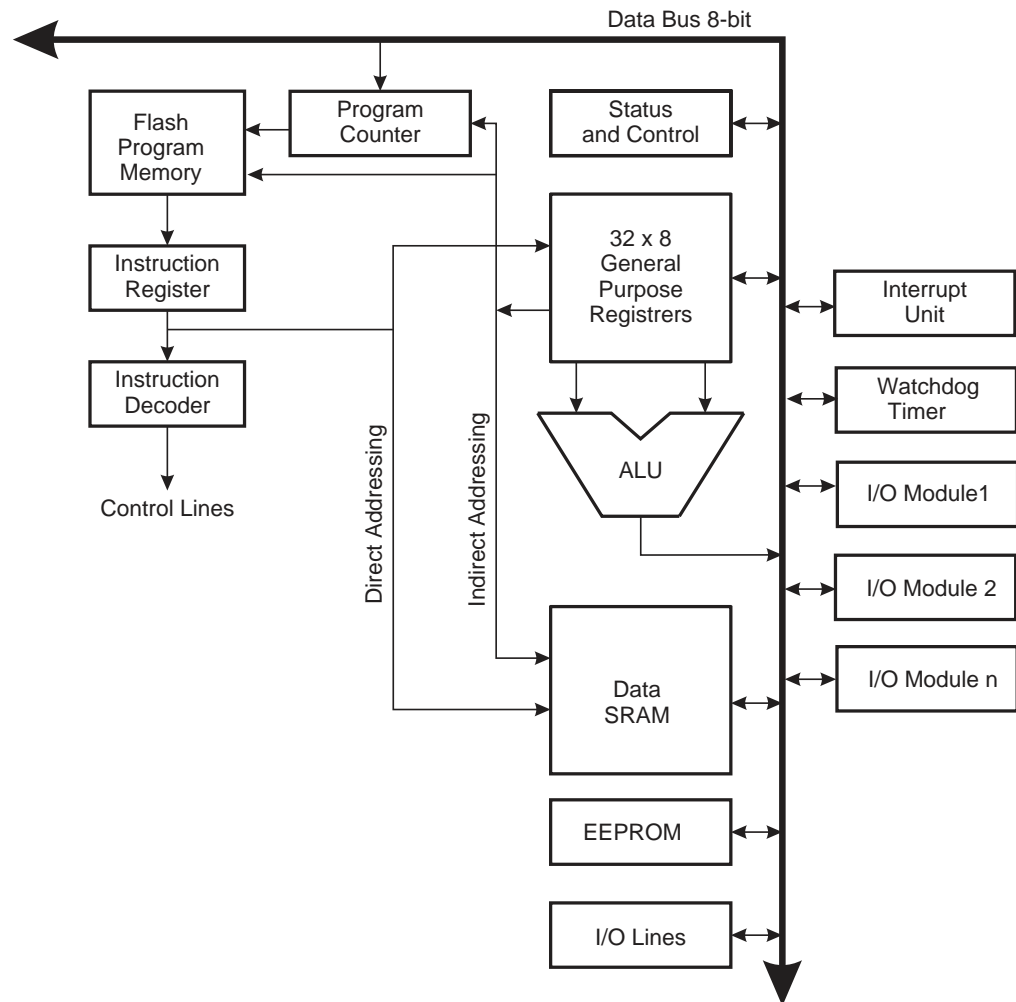 Data Bus 8-bit
Flash
Program
Memory
Program
Counter
Status
and Control
32 x 8
General
Purpose
Registrers
Instruction
Register
Interrupt
Unit
Instruction
Decoder
Watchdog
Timer
ALU
Control Lines
Direct Addressing
Indirect Addressing
I/O Module1
I/O Module 2
I/O Module n
Data
SRAM
EEPROM
I/O Lines